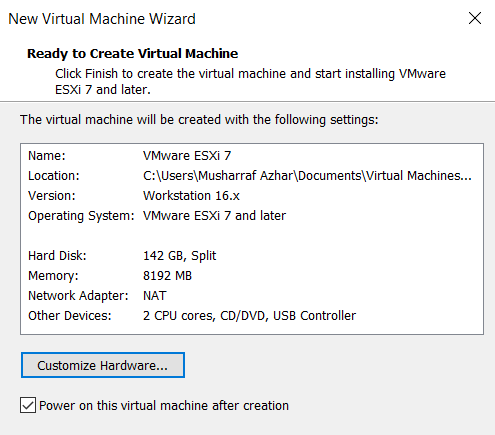 New Virtual Machine Wizard
Ready to Create Virtual Machine
Click Finish to create the virtual machine and start installing VMware
ESXi 7 and later.
The virtual machine will be created with the following settings:
Name: VMware ESXi 7
Location: C:\Users\Musharraf Azhar\Documents\Virtual Machines...
Version: Workstation 16.x
Operating System: VMware ESXi 7 and later
Hard Disk: 142 GB, Split
Memory: 8192 MB
Network Adapter: NAT
Other Devices: 2 CPU cores, CD/DVD, USB Controller
Customize Hardware...
Power on this virtual machine after creation